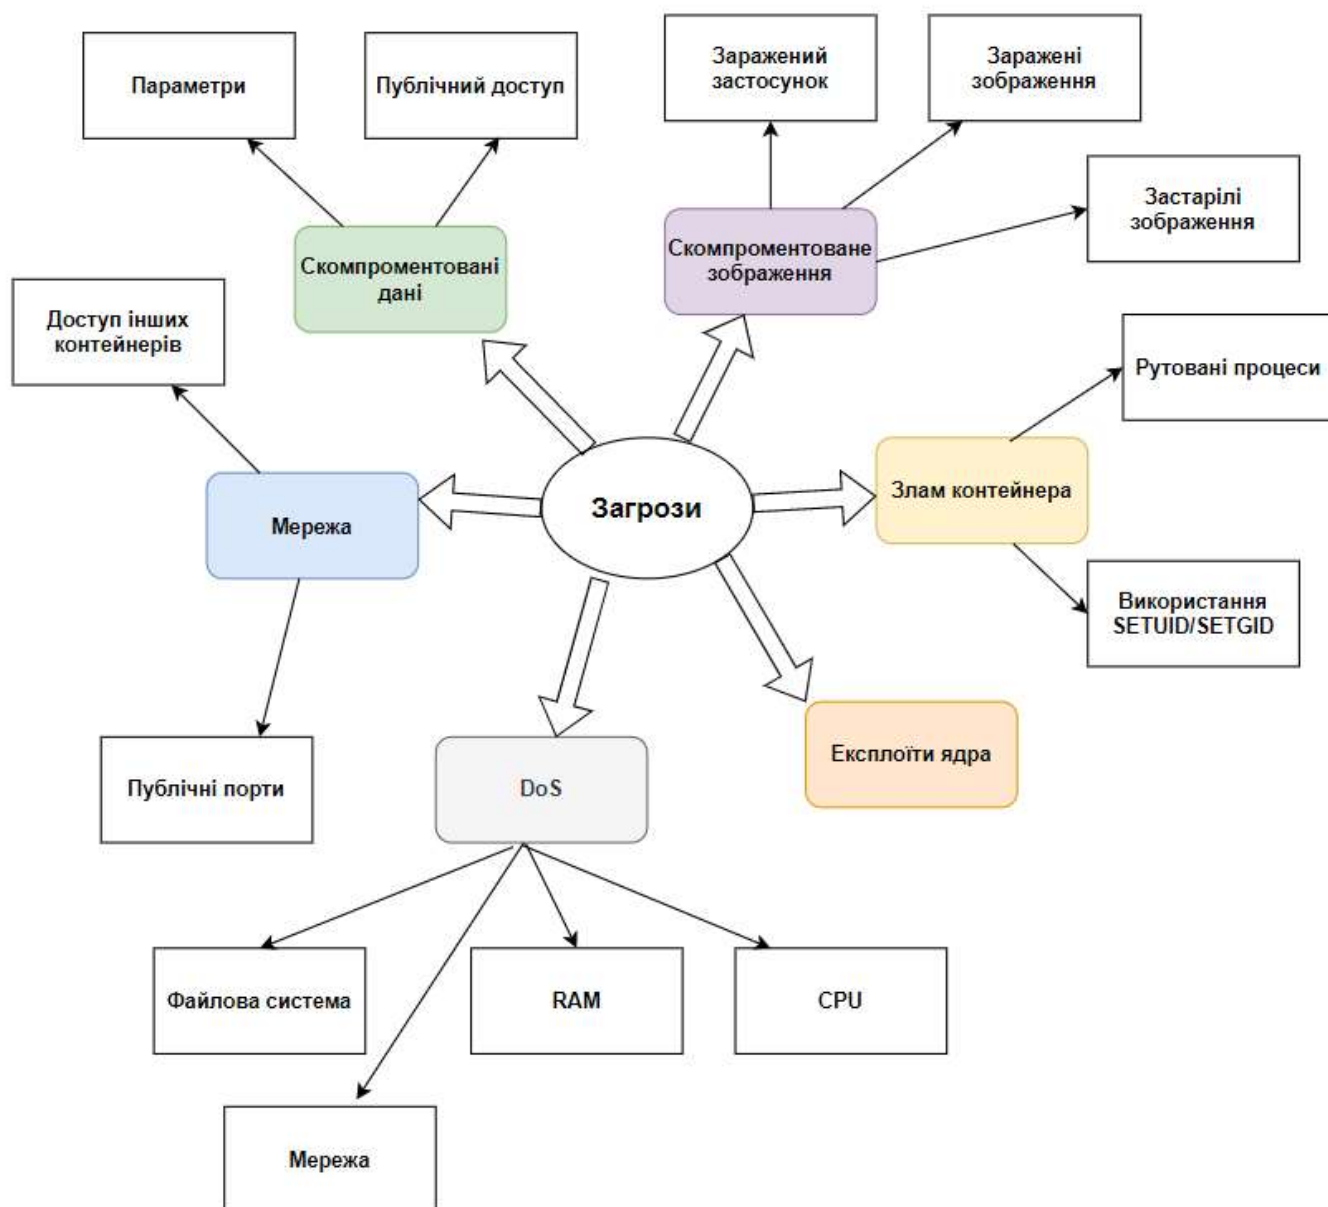 Параметри
Публічний доступ
Заражений
застосунок
Заражені
зображення
Застарілі
зображення
Скомпроментовані
дані
Скомпроментоване
зображення
Доступ інших
контейнерів
Рутовані процеси
Мережа
Загрози
Злам контейнера
Використання
SETUID/SETGID
Публічні порти
DoS
Експлоїти ядра
Файлова система
RAM
CPU
Мережа